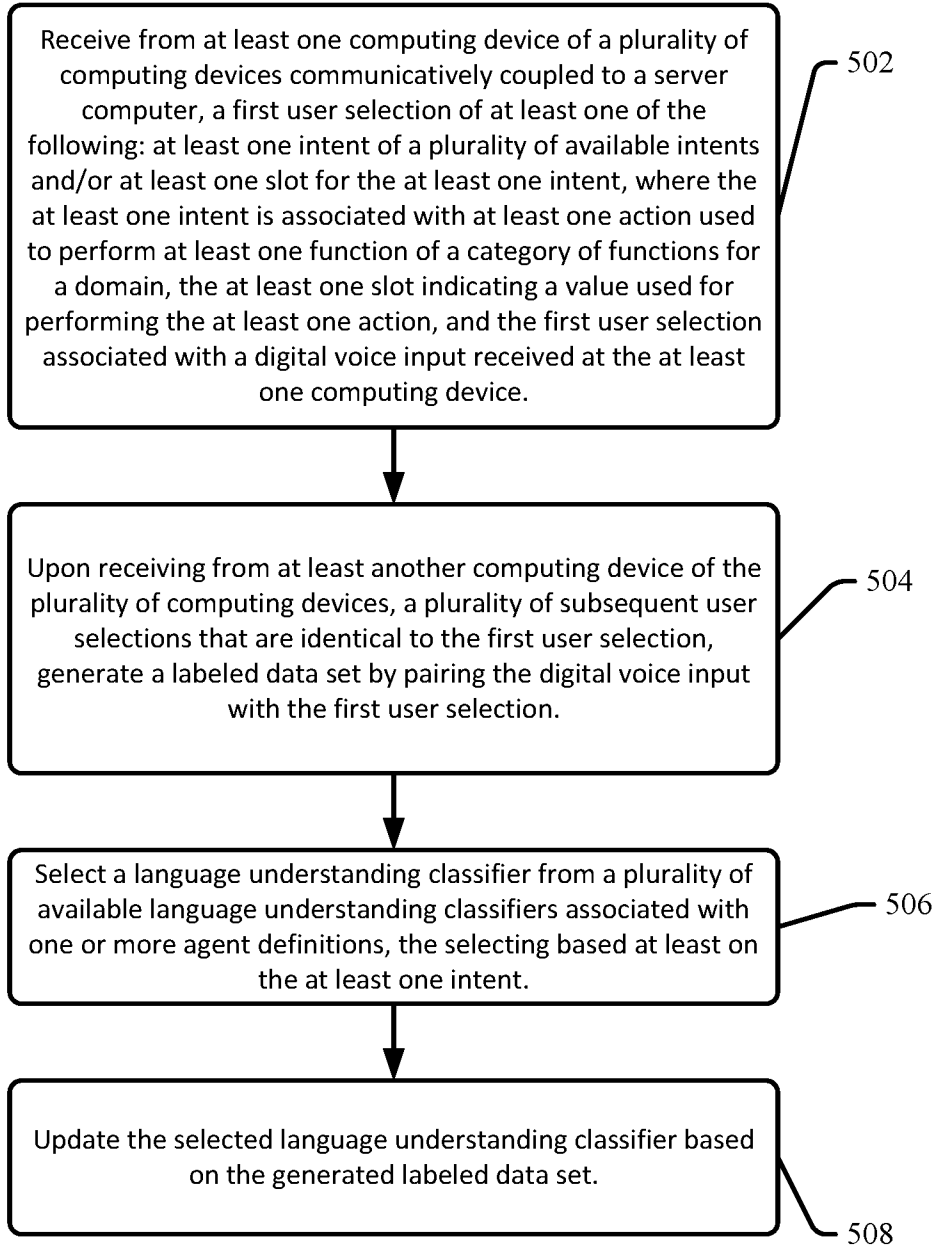 Receive from at least one computing device of a plurality of
computing devices communicatively coupled to a server
computer, a first user selection of at least one of the
following: at least one intent of a plurality of available intents
and/or at least one slot for the at least one intent, where the
at least one intent is associated with at least one action used
to perform at least one function of a category of functions for
a domain, the at least one slot indicating a value used for
performing the at least one action, and the first user selection
associated with a digital voice input received at the at least
one computing device.
502
Upon receiving from at least another computing device of the
plurality of computing devices, a plurality of subsequent user
selections that are identical to the first user selection,
generate a labeled data set by pairing the digital voice input
with the first user selection.
504
Select a language understanding classifier from a plurality of
available language understanding classifiers associated with
one or more agent definitions, the selecting based at least on
the at least one intent.
506
Update the selected language understanding classifier based
on the generated labeled data set.
508